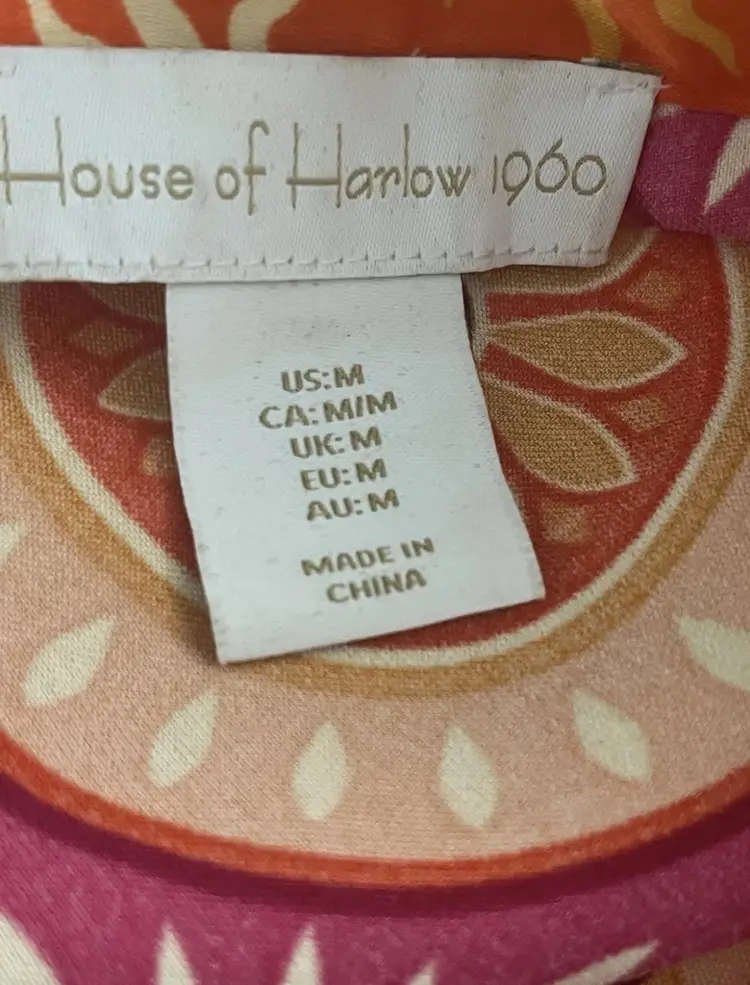 House of Harlow 1960
US:M
CA:M/M
UK:M
EU:M
AU:M
MADE IN
CHINA